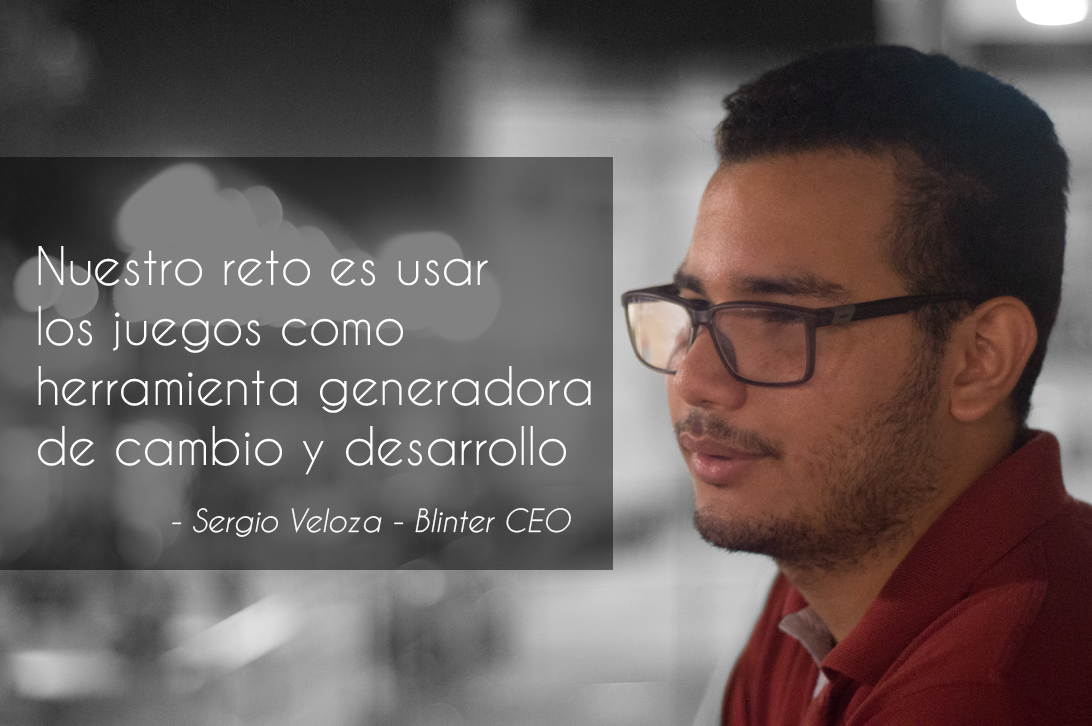 Nuestro reto es usar
los juegos como
herramienta generadora
de cambio y desarrollo
- Sergio Veloza - Blinter CEO